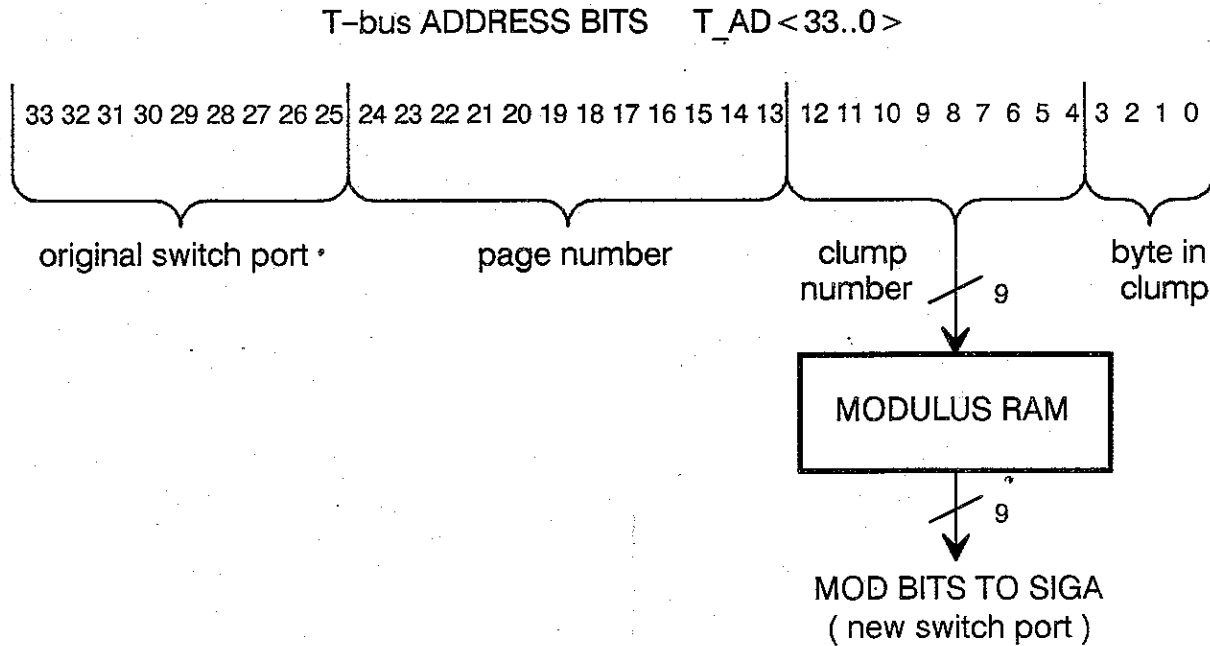 T-bus ADDRESS BITS T_AD<33..0>
33 32 31 30 29 28 27 26 25 24 23 22 21 20 19 18 17 16 15 14 13 12 11 10 9 8 7 6 5 4 3 2 1 0
original switch port page number clump byte in
number 9 clump
MODULUS RAM
9
MOD BITS TO SIGA
( new switch port )